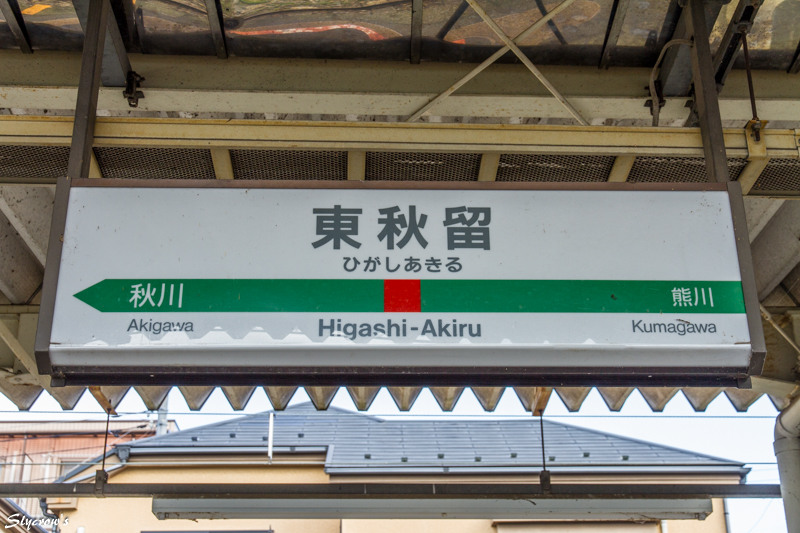 東秋留
ひがしあきる
秋川 熊川
Akigawa Higashi-Akiru Kumagawa
Slycrow's